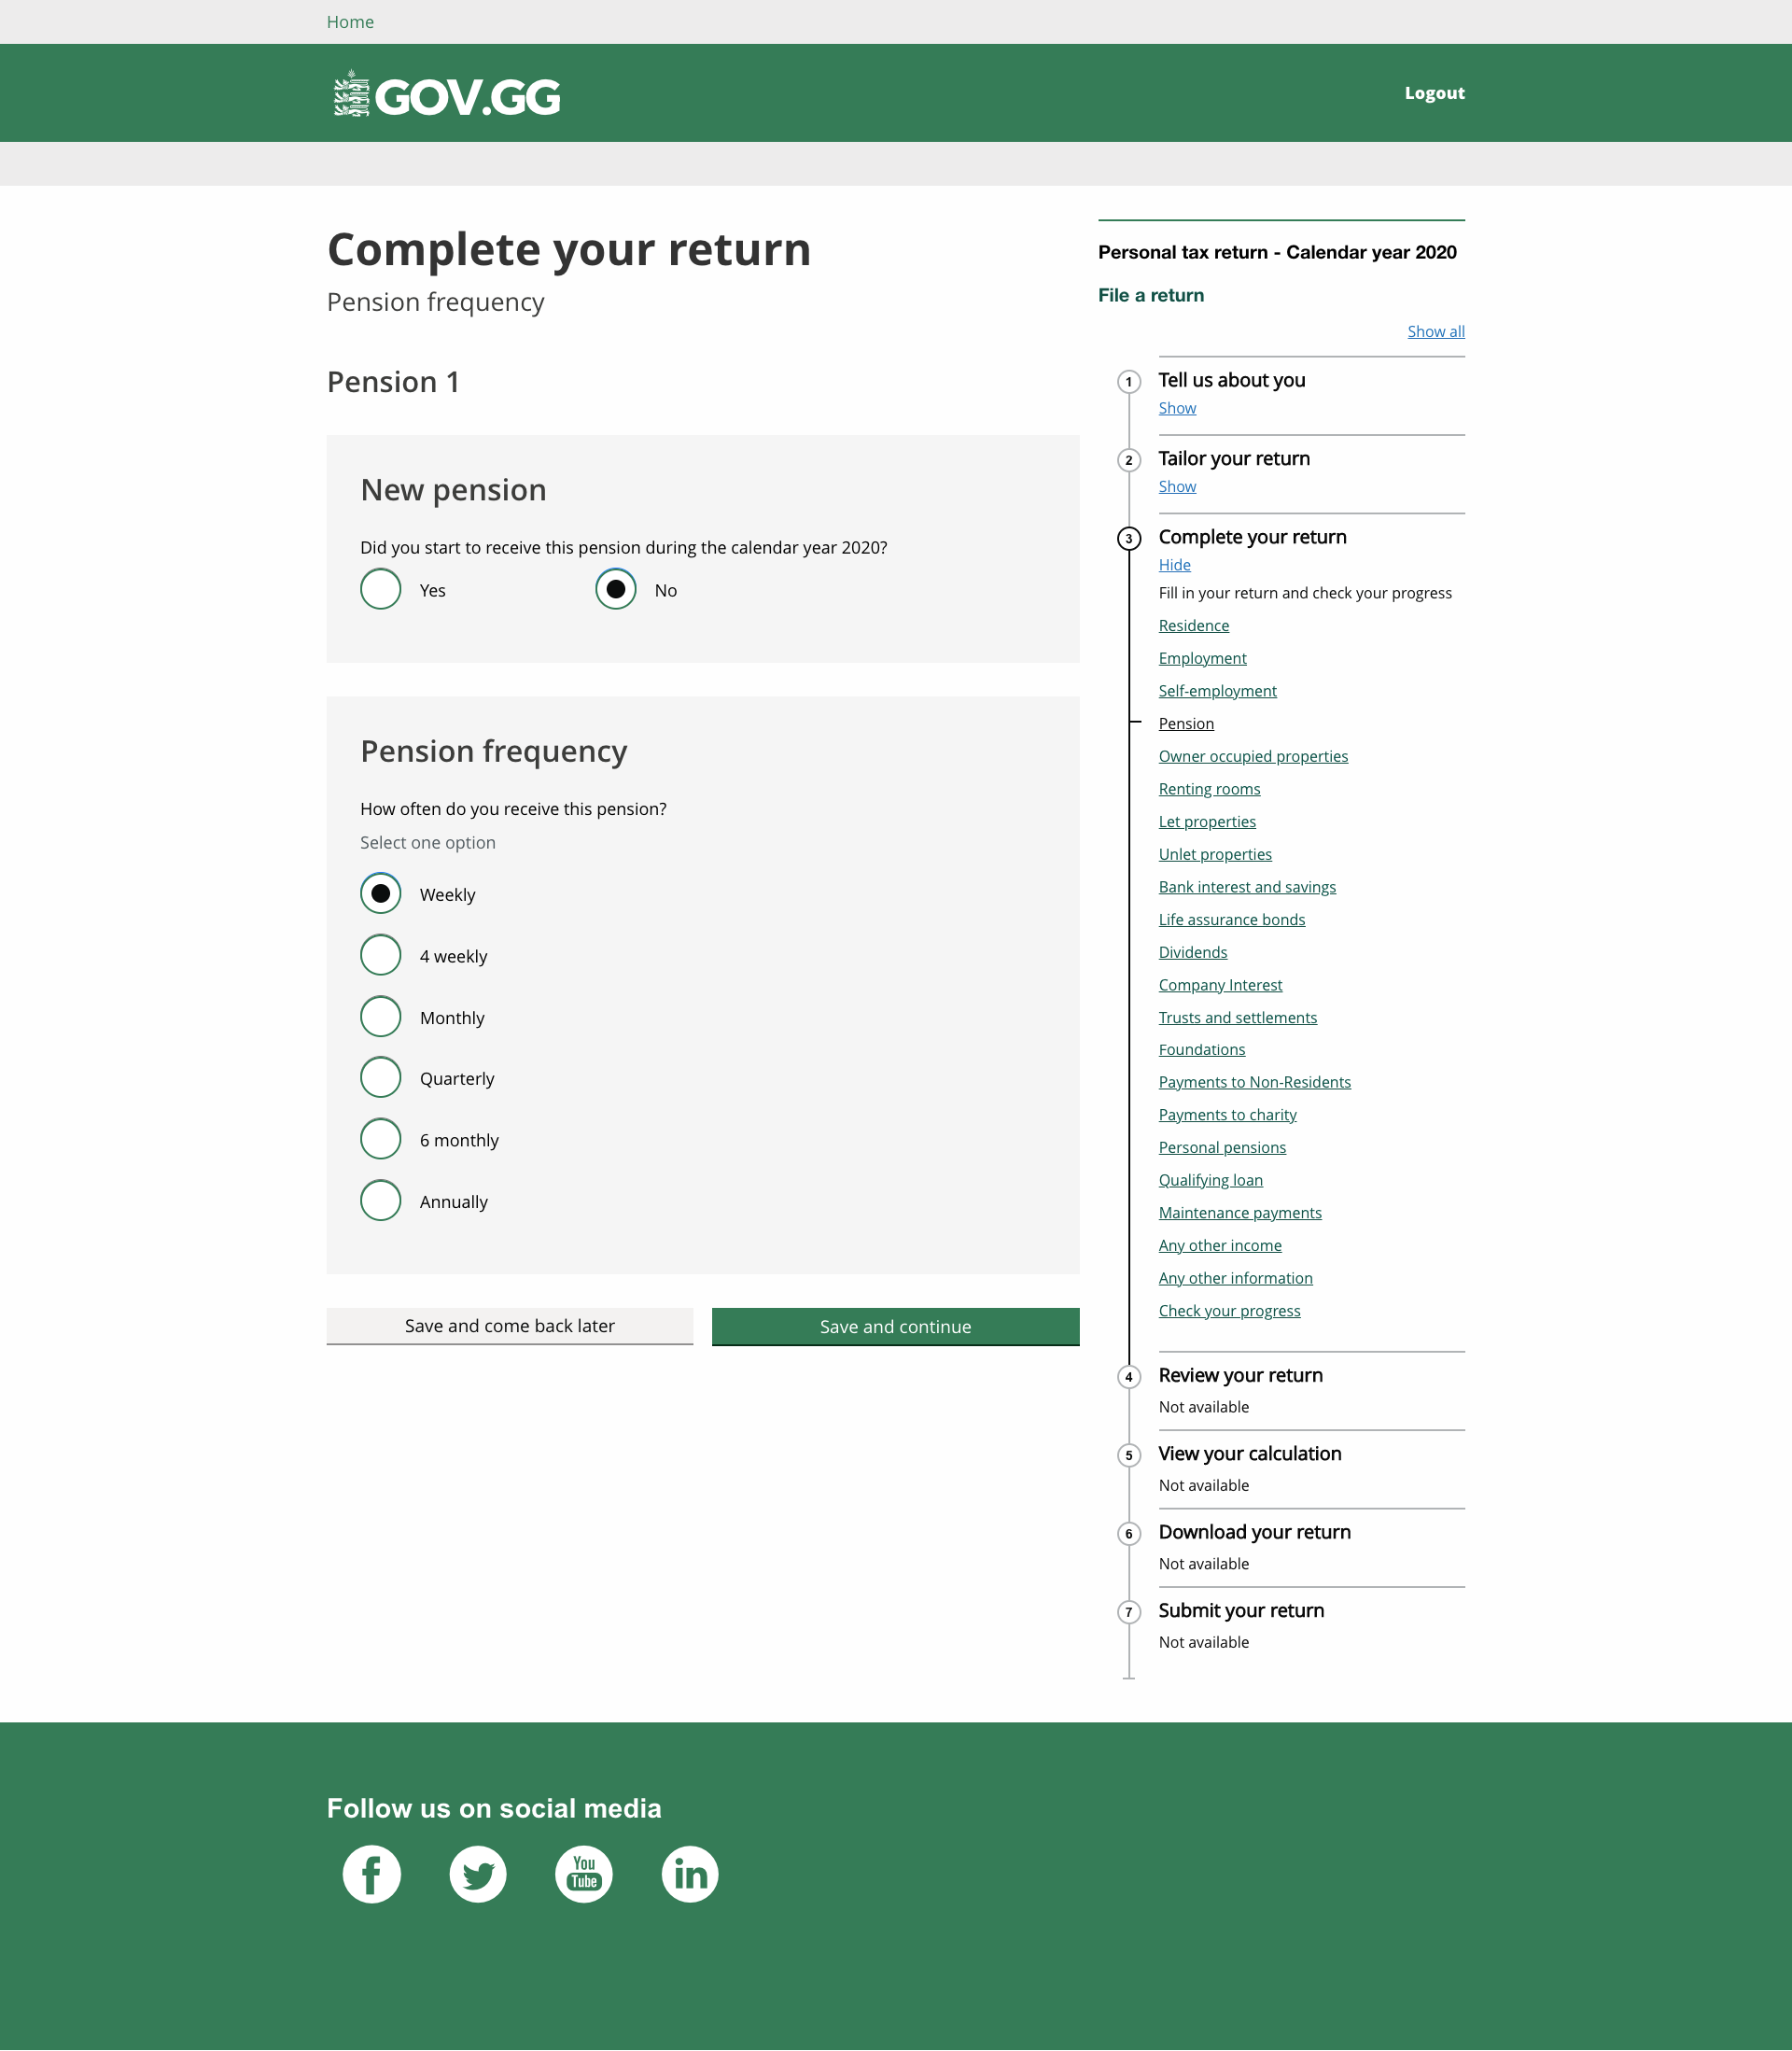 Home
GOV.GG
Logout
Complete your return
Pension frequency
Pension 1
New pension
Did you start to receive this pension during the calendar year 2020?
Yes
No
Pension frequency
How often do you receive this pension?
Select one option
Weekly
4 weekly
Monthly
Quarterly
6 monthly
Annually
Save and come back later
Save and continue
Personal tax return - Calendar year 2020
File a return
Show all
1
Tell us about you
Show
2
Tailor your return
Show
3
Complete your return
Hide
Fill in your return and check your progress
Residence
Employment
Self-employment
Pension
Owner occupied properties
Renting rooms
Let properties
Unlet properties
Bank interest and savings
Life assurance bonds
Dividends
Company Interest
Trusts and settlements
Foundations
Payments to Non-Residents
Payments to charity
Personal pensions
Qualifying loan
Maintenance payments
Any other income
Any other information
Check your progress
4
Review your return
Not available
5
View your calculation
Not available
6
Download your return
Not available
7
Submit your return
Not available
Follow us on social media
f
You
Tube
in